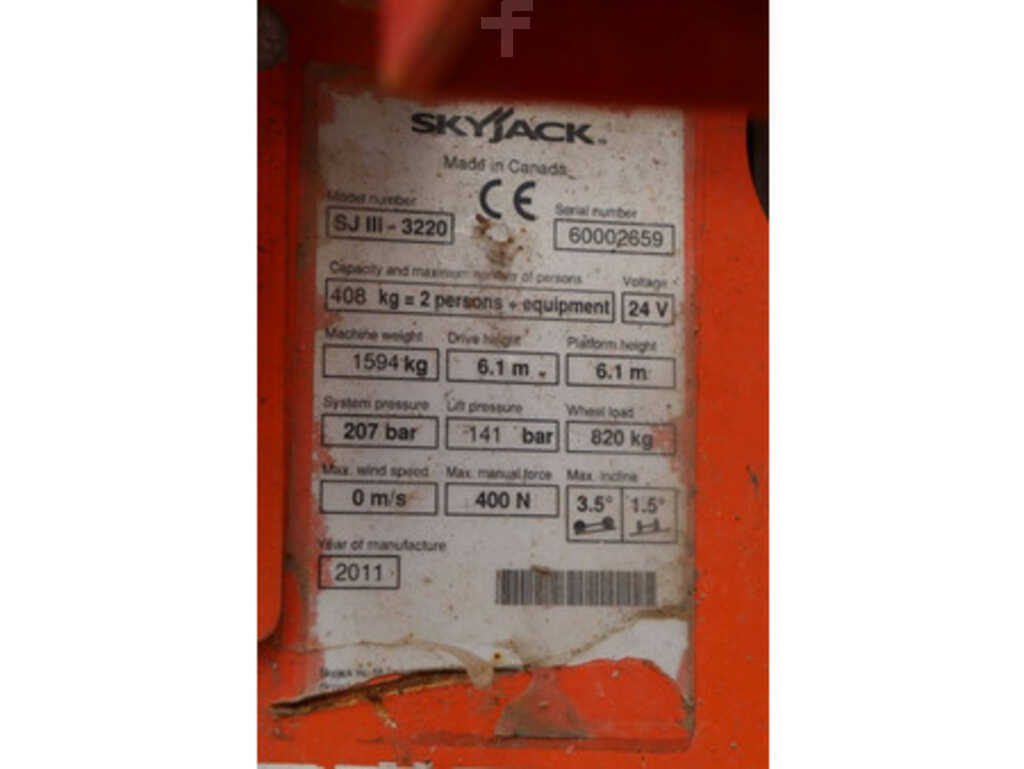 SKYJACK
Made in Canada
CE
Model number
SJ III - 3220
Serial number
60002659
Capacity and maximum number of persons
408 kg = 2 persons + equipment
Voltage
24 V
Machine weight Drive height Platform height
1594 kg 6.1 m 6.1 m
System pressure Lift pressure Wheel load
207 bar 141 bar 820 kg
Max. wind speed Max. manual force Max. incline
0 m/s 400 N 3.5° 1.5°
Year of manufacture
2011